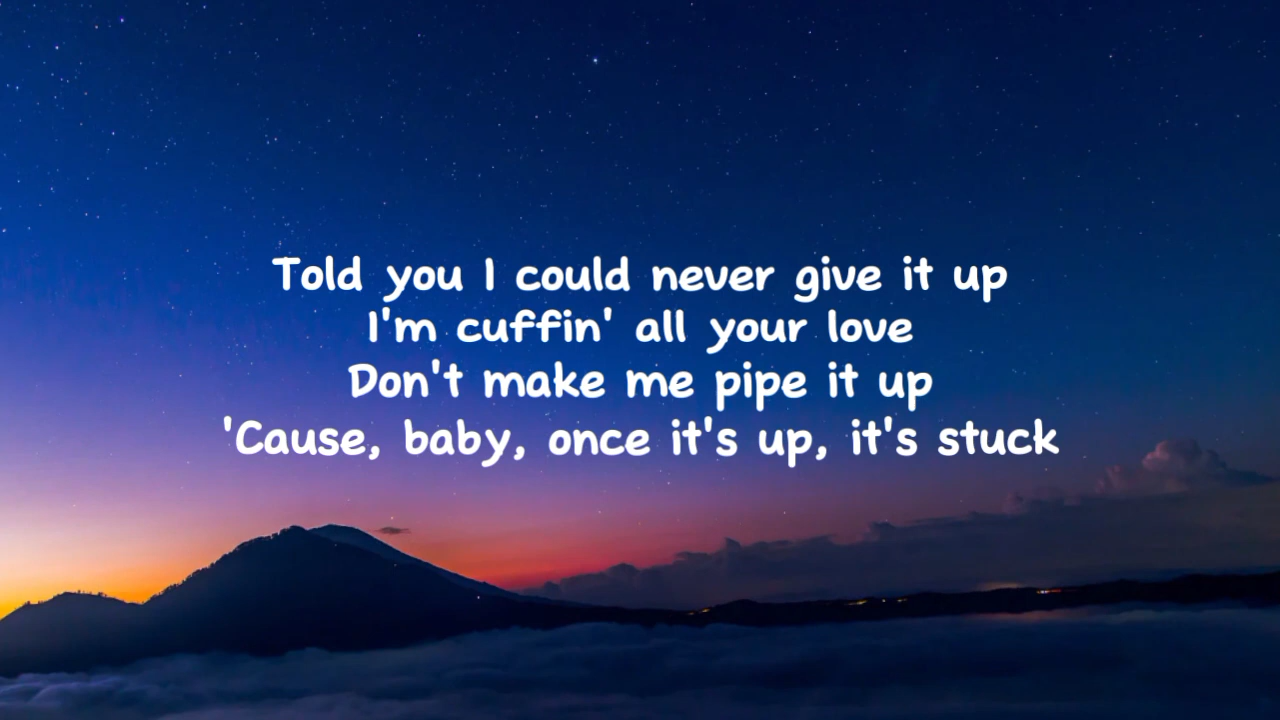 Told you I could never give it up
I'm cuffin' all your love
Don't make me pipe it up
'Cause, baby, once it's up, it's stuck